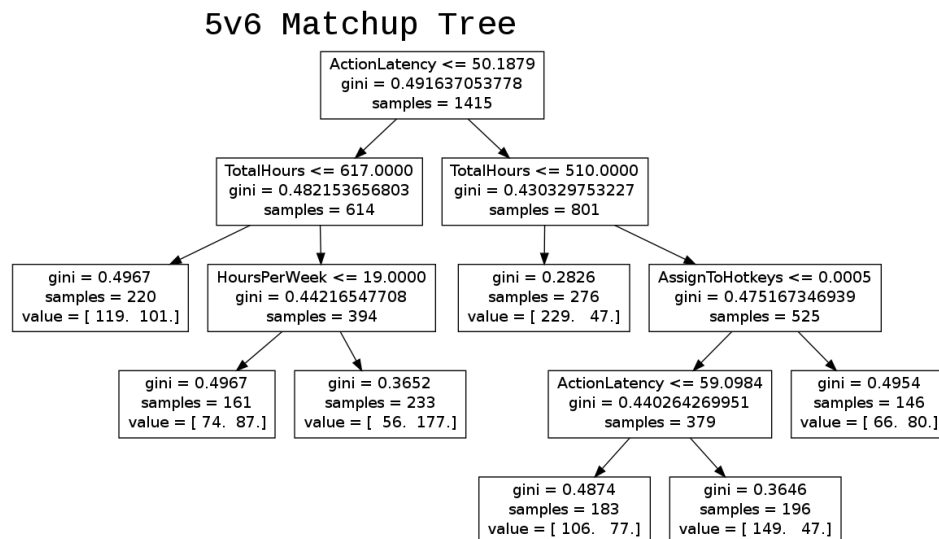 5v6 Matchup Tree
ActionLatency <= 50.1879
gini = 0.491637053778
samples = 1415
TotalHours <= 617.0000
gini = 0.482153656803
samples = 614
TotalHours <= 510.0000
gini = 0.430329753227
samples = 801
gini = 0.4967
samples = 220
value = [ 119.  101.]
HoursPerWeek <= 19.0000
gini = 0.44216547708
samples = 394
gini = 0.2826
samples = 276
value = [ 229.   47.]
AssignToHotkeys <= 0.0005
gini = 0.475167346939
samples = 525
gini = 0.4967
samples = 161
value = [ 74.  87.]
gini = 0.3652
samples = 233
value = [  56.  177.]
ActionLatency <= 59.0984
gini = 0.440264269951
samples = 379
gini = 0.4954
samples = 146
value = [ 66.  80.]
gini = 0.4874
samples = 183
value = [ 106.   77.]
gini = 0.3646
samples = 196
value = [ 149.   47.]